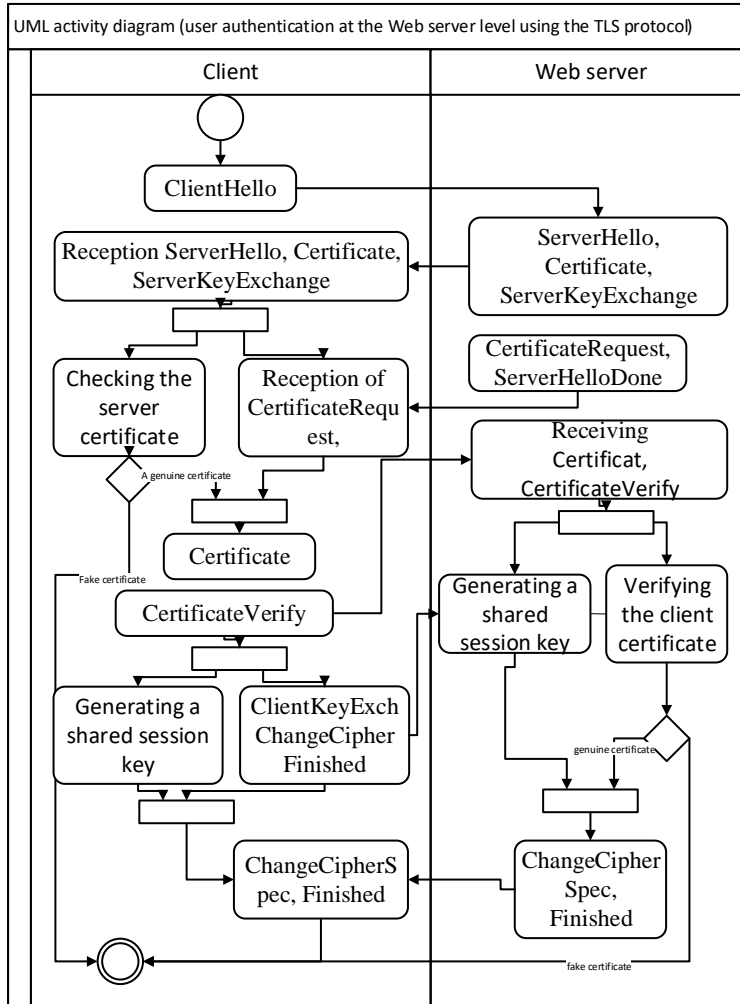 UML activity diagram (user authentication at the Web server level using the TLS protocol)
Client
Web server
ClientHello
ServerHello,
Certificate,
ServerKeyExchange
Reception ServerHello, Certificate,
ServerKeyExchange
CertificateRequest,
ServerHelloDone
Checking the
server
certificate
Reception of
CertificateRequ
est,
Receiving
Certificat,
CertificateVerify
A genuine certificate
Certificate
Fake certificate
CertificateVerify
Generating a
shared
session key
Verifying
the client
certificate
Generating a
shared session
key
ClientKeyExch
ChangeCipher
Finished
genuine certificate
ChangeCipherS
pec, Finished
ChangeCipher
Spec,
Finished
fake certificate